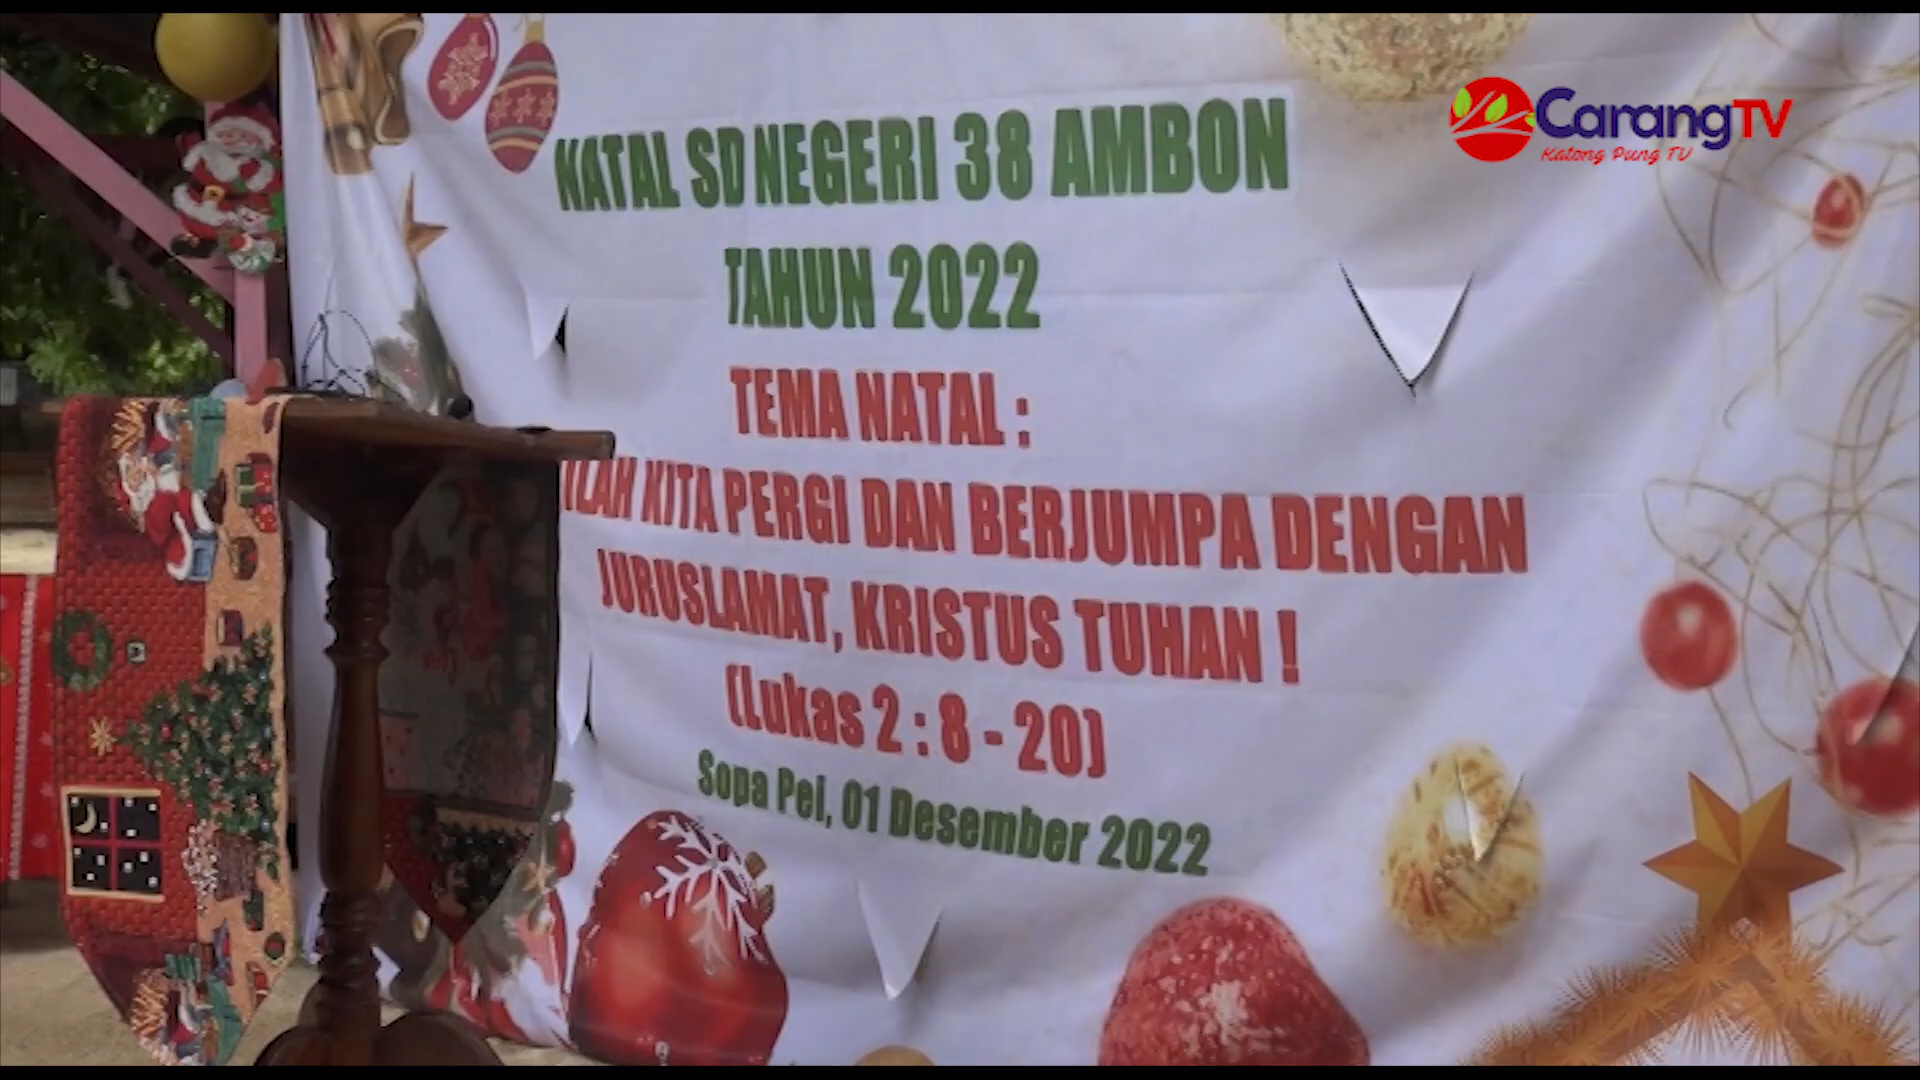 CarangTV
Katong Pung TV
NATAL SD NEGERI 38 AMBON
TAHUN 2022
TEMA NATAL :
KITA PERGI DAN BERJUMPA DENGAN
JURUSLAMAT, KRISTUS TUHAN !
(Lukas 2 : 8 - 20)
Sopa Pei, 01 Desember 2022